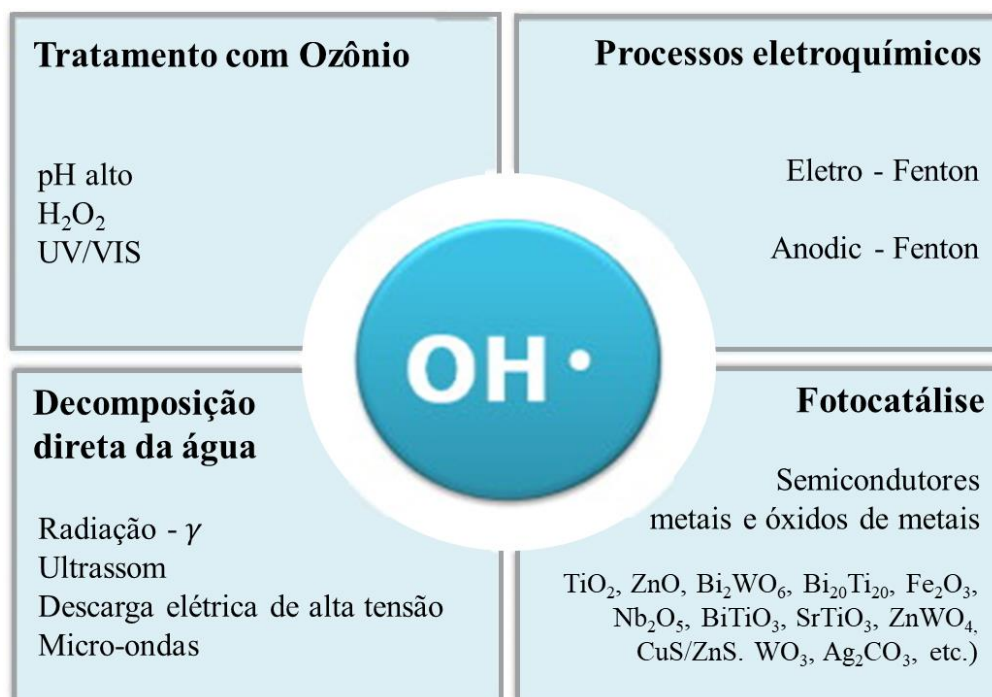 Tratamento com Ozônio
pH alto
H₂O₂
UV/VIS
Processos eletroquímicos
Eletro - Fenton
Anodic - Fenton
OH•
Decomposição
direta da água
Radiação - γ
Ultrassom
Descarga elétrica de alta tensão
Micro-ondas
Fotocatálise
Semicondutores
metais e óxidos de metais
TiO₂, ZnO, Bi₂WO₆, Bi₂₀Ti₂₀, Fe₂O₃,
Nb₂O₅, BiTiO₃, SrTiO₃, ZnWO₄,
CuS/ZnS. WO₃, Ag₂CO₃, etc.)